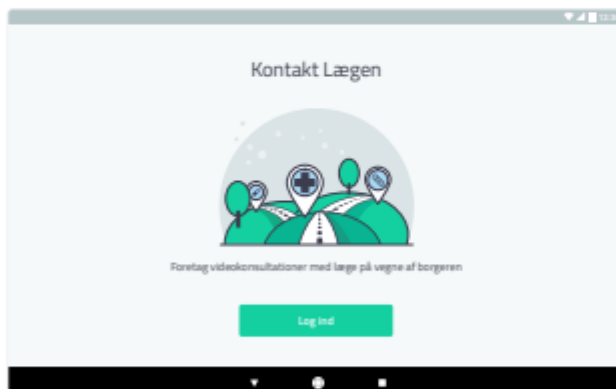 Kontakt Lægen
Foretag videokonsultationer med læge på vegne af borgeren
Log ind